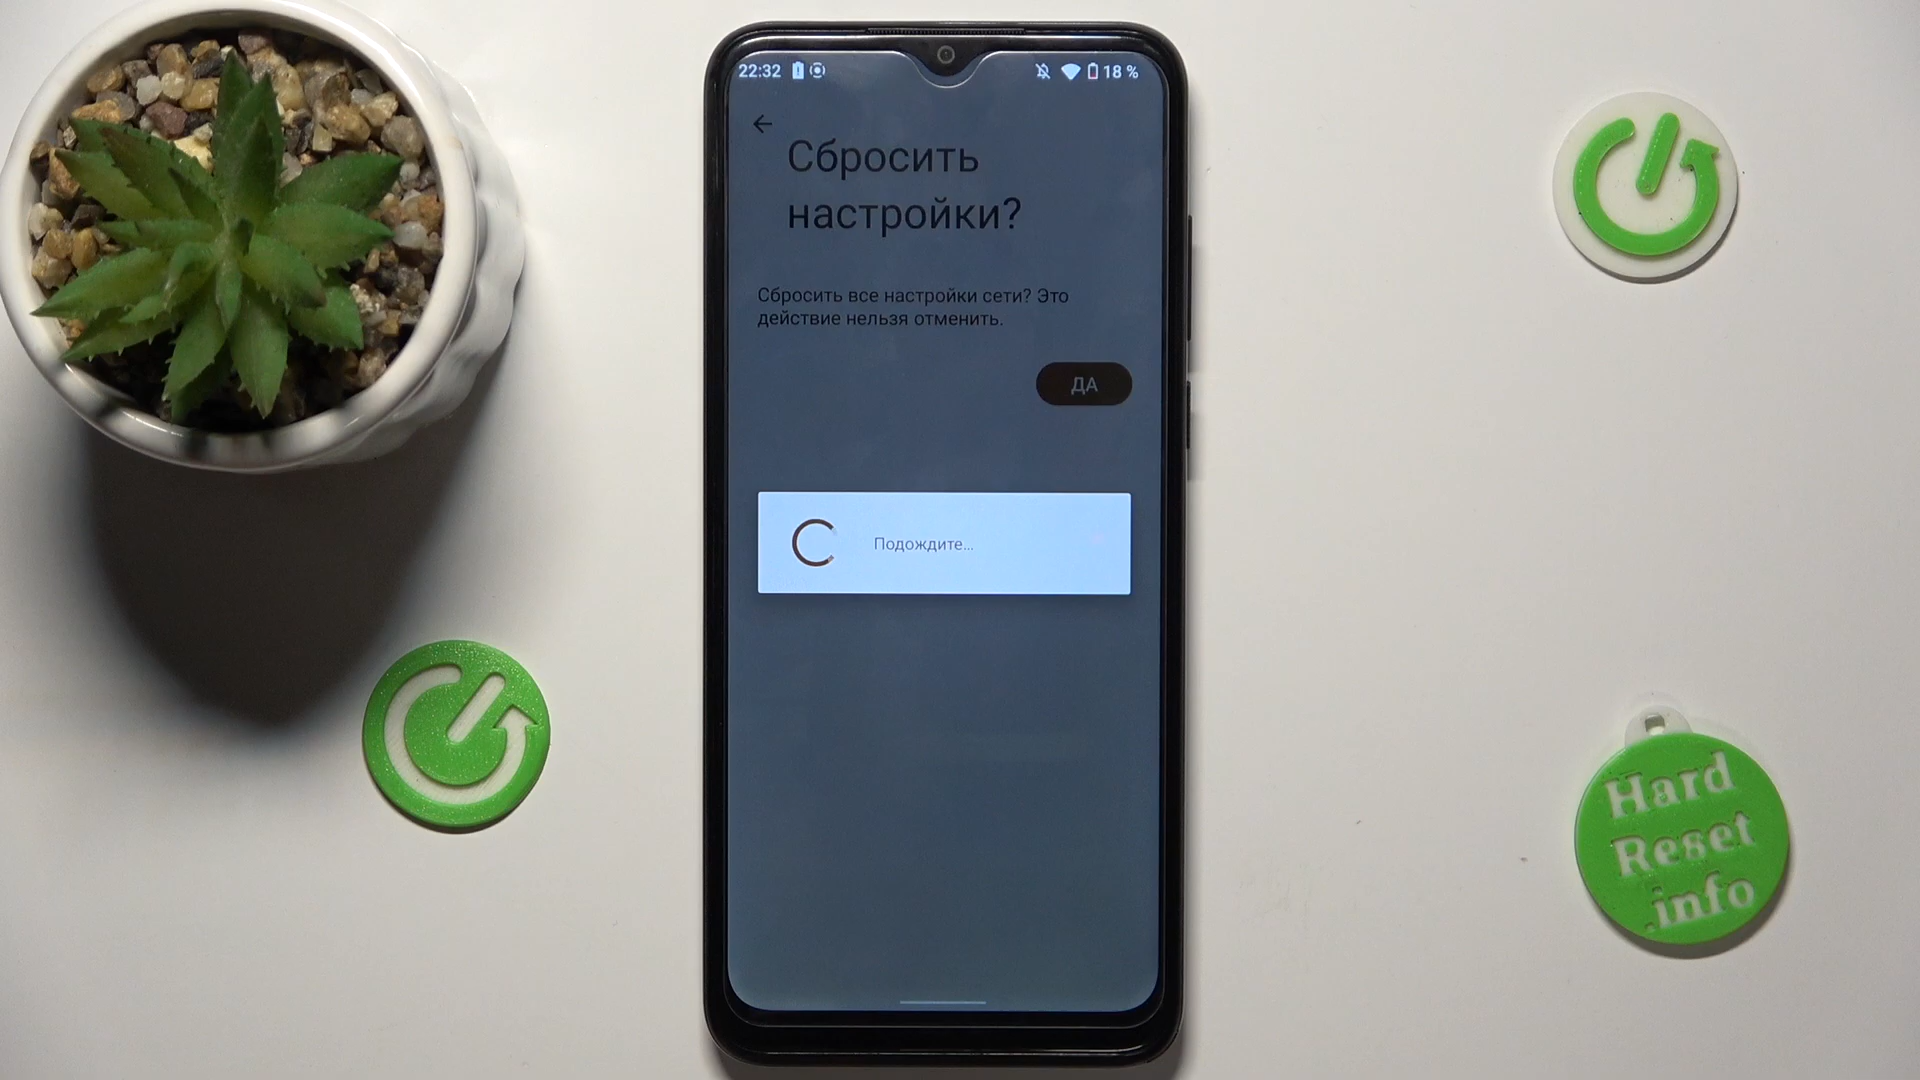 22:32
18 %
Сбросить
настройки?
Сбросить все настройки сети? Это
действие нельзя отменить.
ДА
Подождите...
Hard
Reset
.info